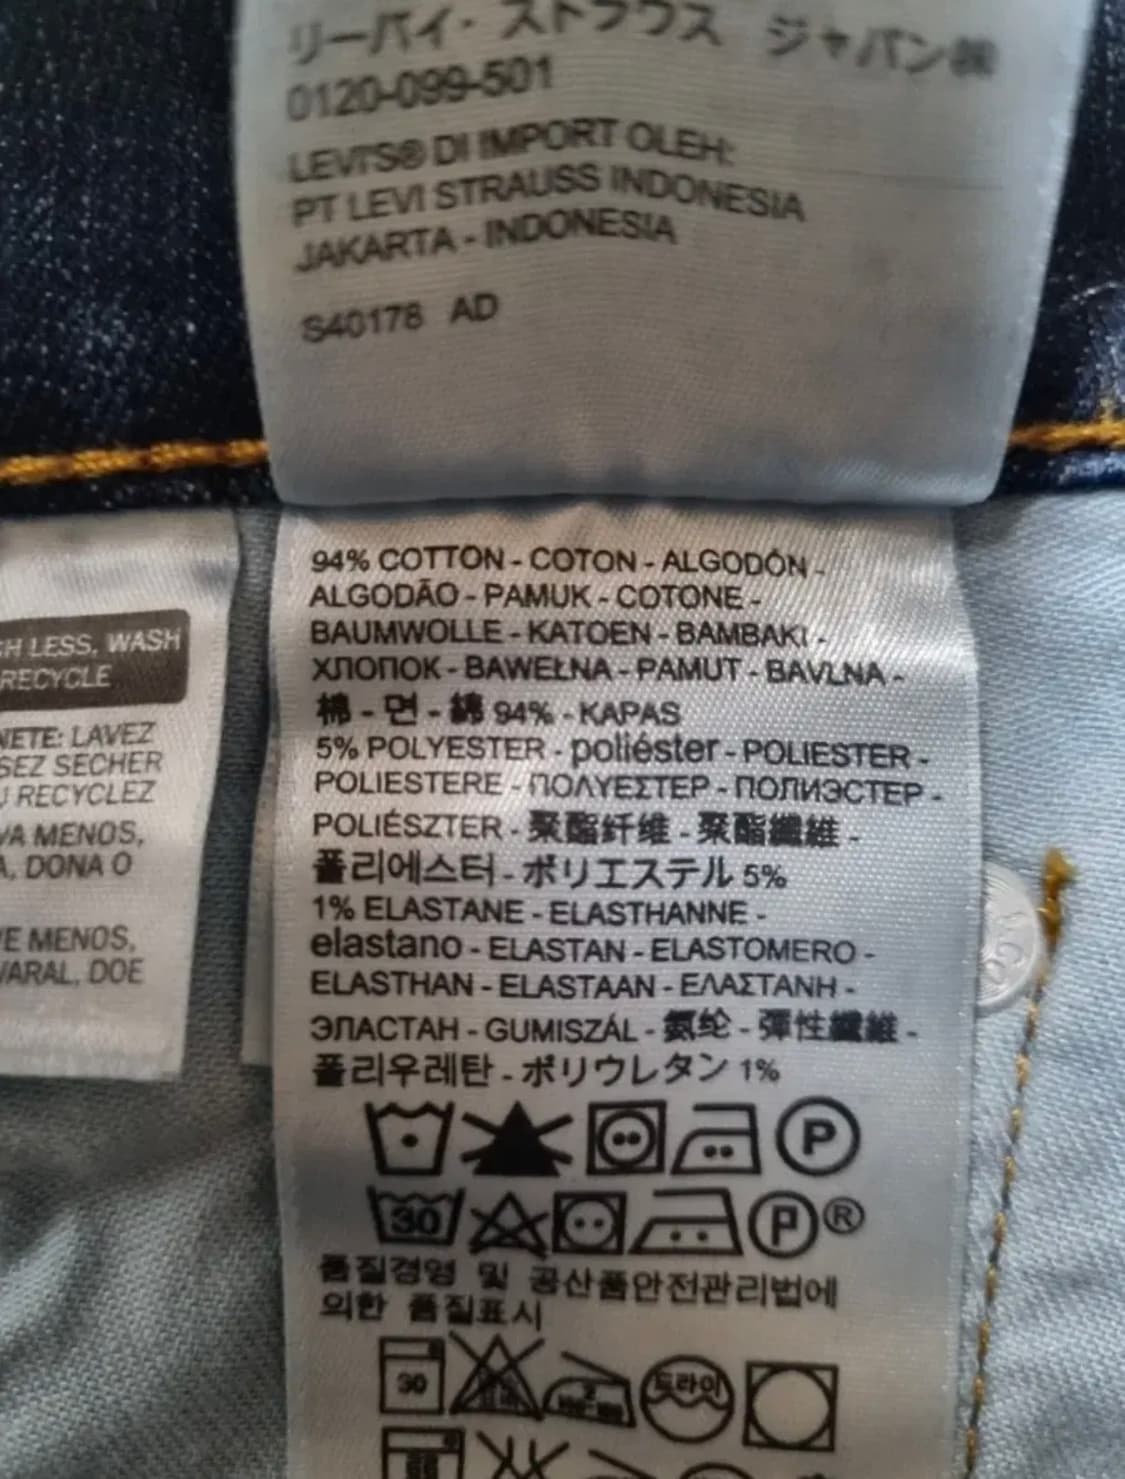 リーバイ・ストラウス ジャパン㈱
0120-099-501
LEVI'S® DI IMPORT OLEH:
PT LEVI STRAUSS INDONESIA
JAKARTA - INDONESIA
S40178 AD
H LESS, WASH
RECYCLE
NETE: LAVEZ
SEZ SECHER
U RECYCLEZ
VA MENOS,
A, DONA O
VE MENOS,
VARAL, DOE
94% COTTON - COTON - ALGODÓN -
ALGODÃO - PAMUK - COTONE -
BAUMWOLLE - KATOEN - BAMBAKI -
ХЛОПОК - BAWEŁNA - PAMUT - BAVLNA -
棉 - 면 - 綿 94% - KAPAS
5% POLYESTER - poliéster - POLIESTER -
POLIESTERE - ΠΟΛΥΕΣΤΕΡ - ПОЛИЭСТЕР -
POLIÉSZTER - 聚酯纤维 - 聚酯纖維 -
폴리에스터 - ポリエステル 5%
1% ELASTANE - ELASTHANNE -
elastano - ELASTAN - ELASTOMERO -
ELASTHAN - ELASTAAN - ΕΛΑΣΤΑΝΗ -
ЭЛАСТАН - GUMISZÁL - 氨纶 - 彈性纖維 -
폴리우레탄 - ポリウレタン 1%
P
30 P ®
품질경영 및 공산품안전관리법에
의한 품질표시
30 드라이